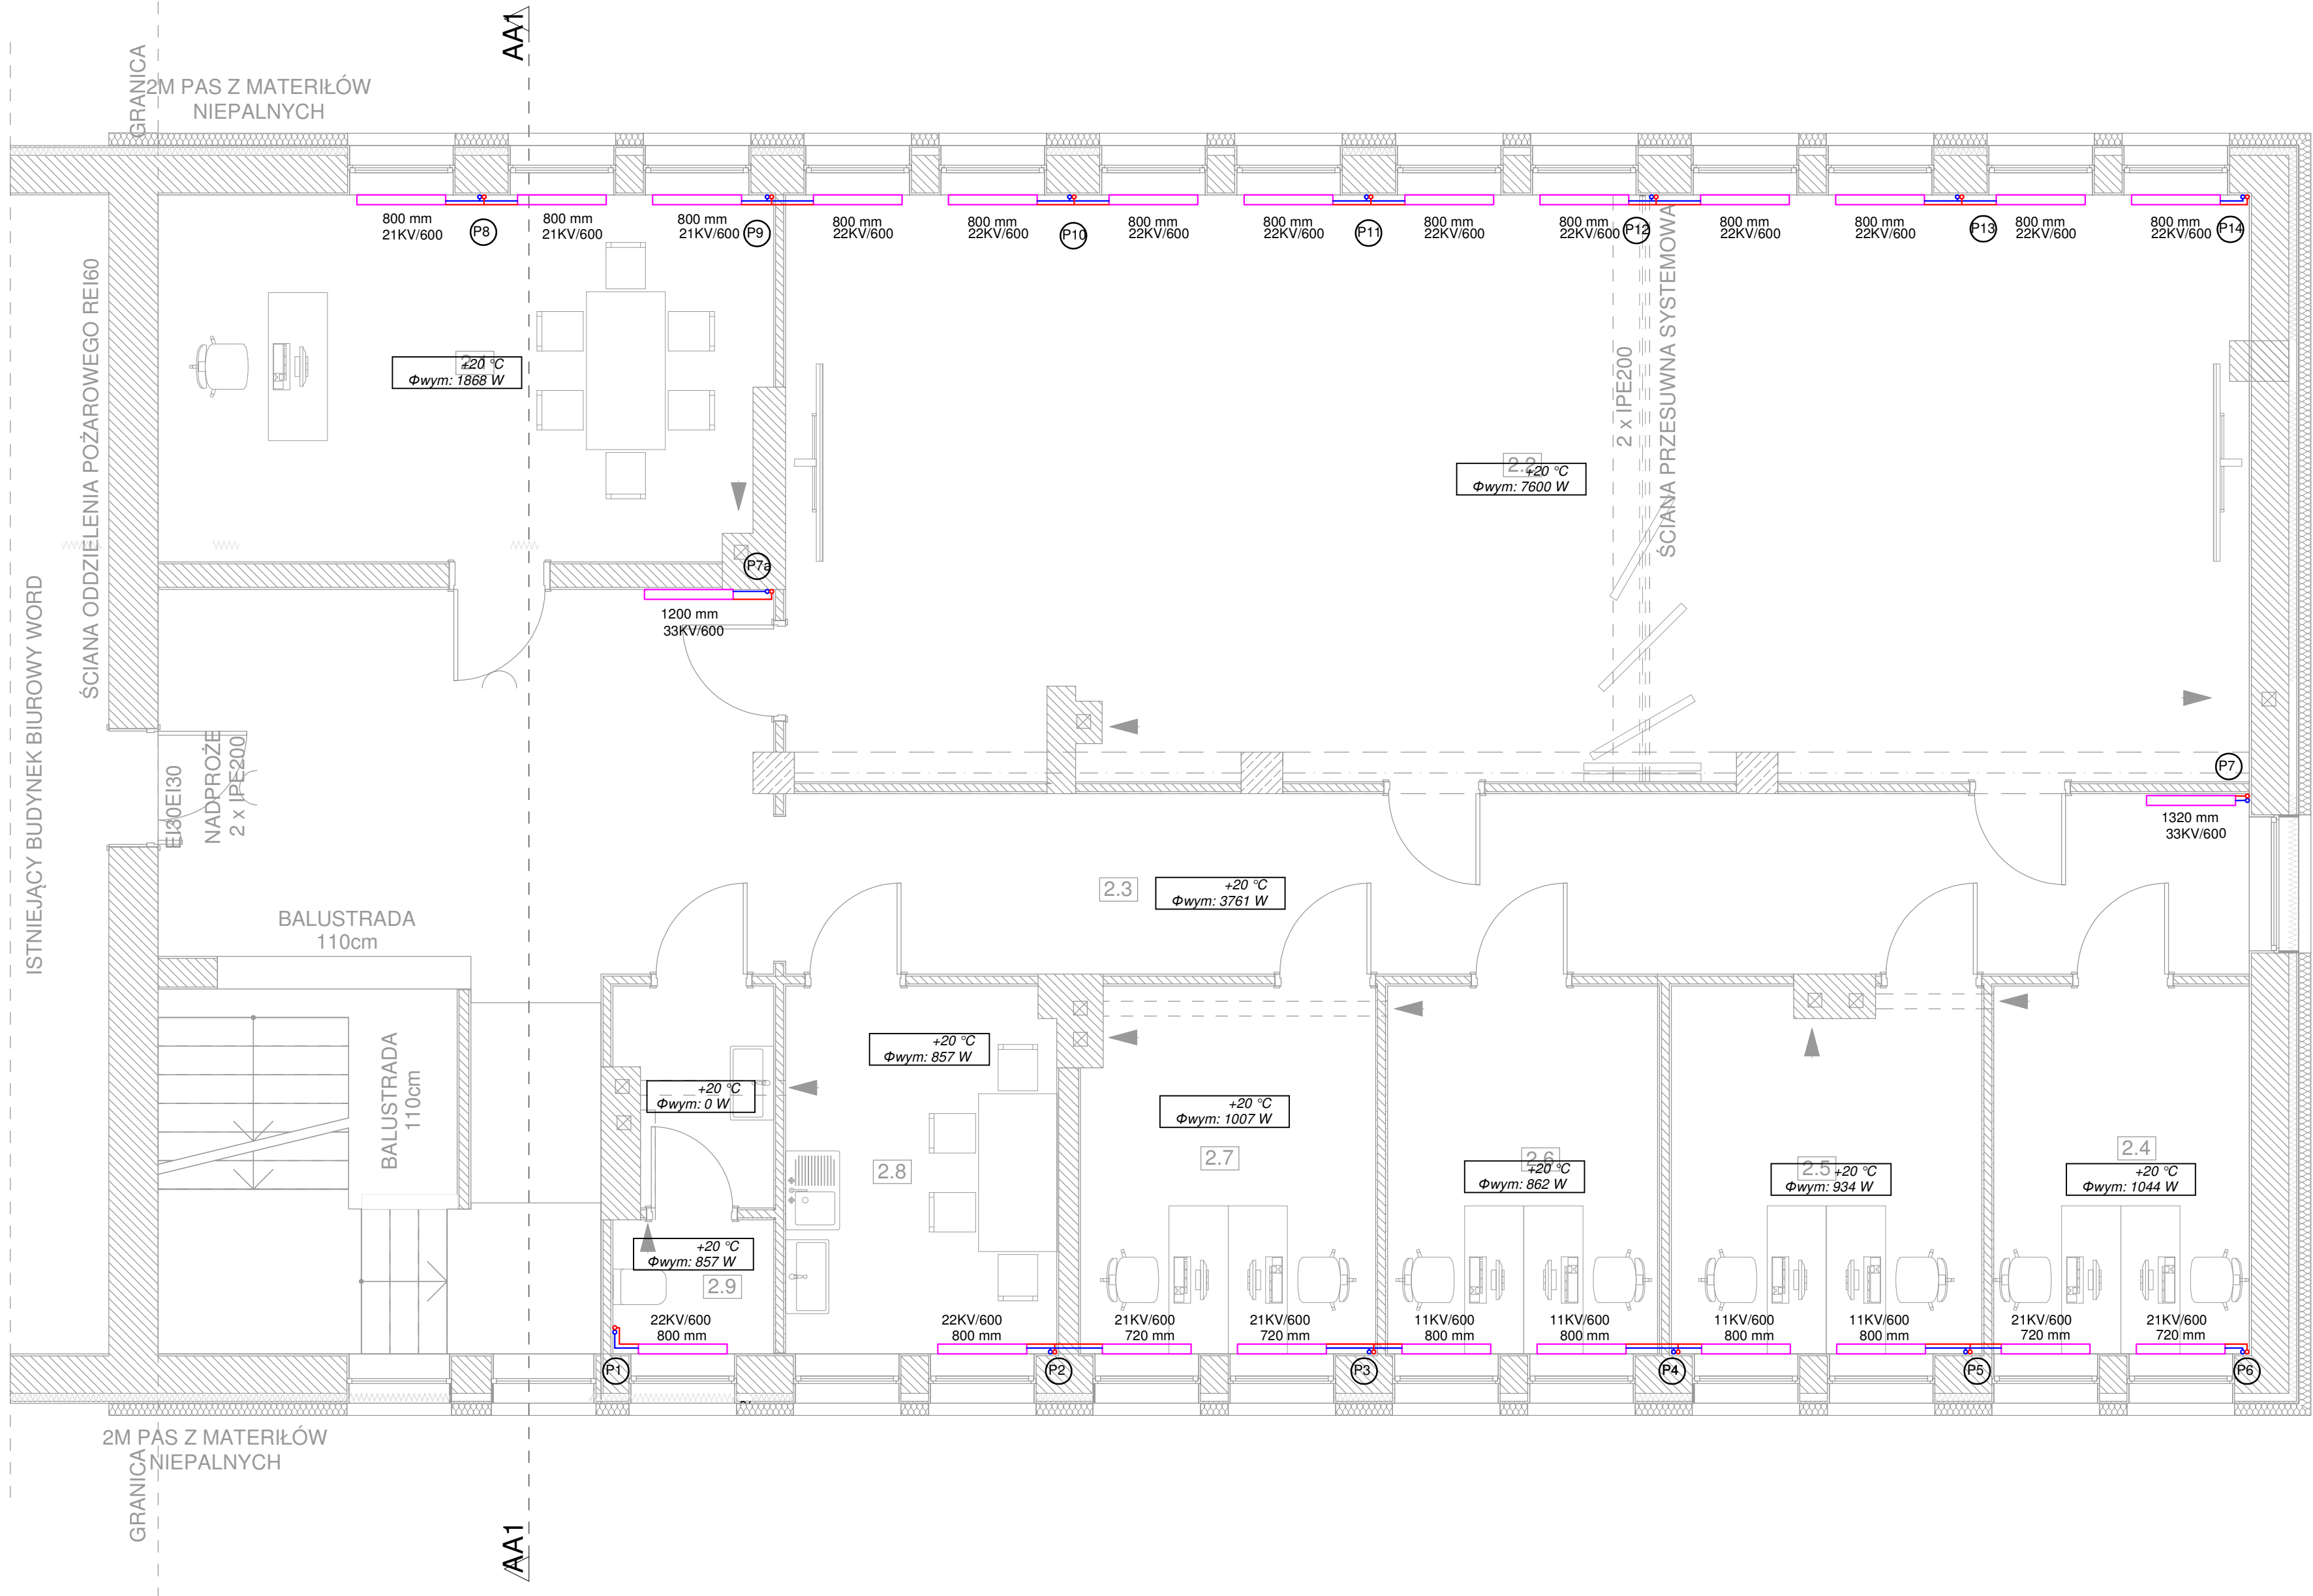 AA1
GRANICA
2M PAS Z MATERIŁÓW
NIEPALNYCH
800 mm
21KV/600
P8
800 mm
21KV/600
800 mm
21KV/600
P9
800 mm
22KV/600
800 mm
22KV/600
P10
800 mm
22KV/600
800 mm
22KV/600
P11
800 mm
22KV/600
800 mm
22KV/600
P12
800 mm
22KV/600
800 mm
22KV/600
P13
800 mm
22KV/600
800 mm
22KV/600
P14
ISTNIEJĄCY BUDYNEK BIUROWY WORD
ŚCIANA ODDZIELENIA POŻAROWEGO REI60
+20 °C
Φwym: 1868 W
2 x IPE200
ŚCIANA PRZESUWNA SYSTEMOWA
2.2
+20 °C
Φwym: 7600 W
P7a
1200 mm
33KV/600
EI30EI30
NADPROŻE
2 x IPE200
P7
1320 mm
33KV/600
2.3
+20 °C
Φwym: 3761 W
BALUSTRADA
110cm
BALUSTRADA
110cm
+20 °C
Φwym: 0 W
+20 °C
Φwym: 857 W
2.8
+20 °C
Φwym: 1007 W
2.7
2.6
+20 °C
Φwym: 862 W
2.5
+20 °C
Φwym: 934 W
2.4
+20 °C
Φwym: 1044 W
+20 °C
Φwym: 857 W
2.9
22KV/600
800 mm
22KV/600
800 mm
21KV/600
720 mm
21KV/600
720 mm
11KV/600
800 mm
11KV/600
800 mm
11KV/600
800 mm
11KV/600
800 mm
21KV/600
720 mm
21KV/600
720 mm
P1
P2
P3
P4
P5
P6
2M PAS Z MATERIŁÓW
NIEPALNYCH
GRANICA
AA1